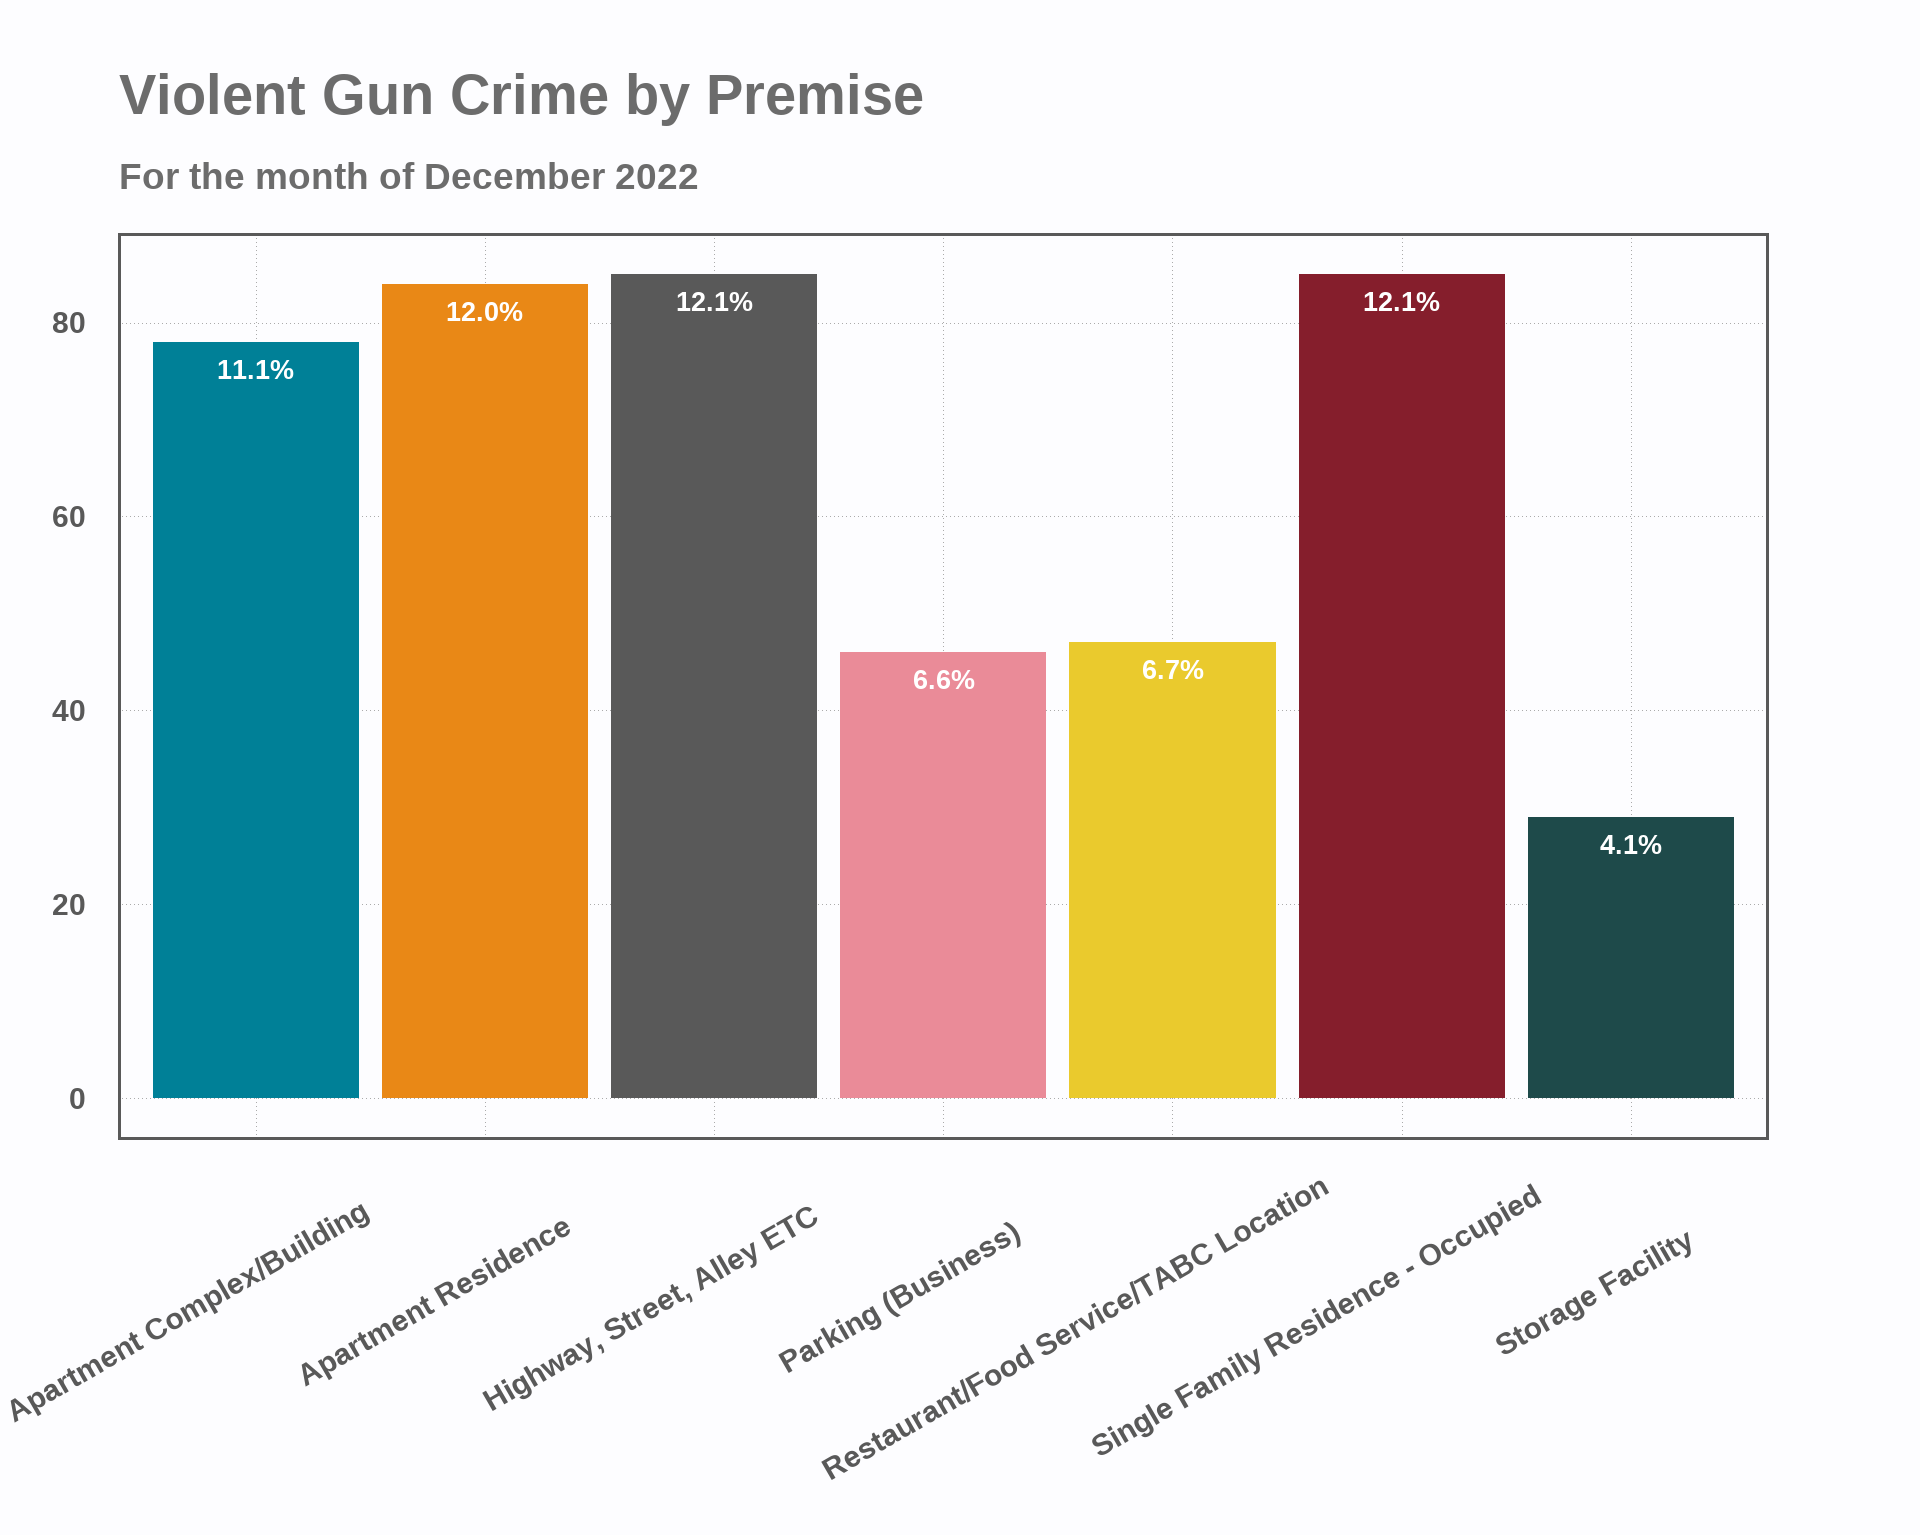 Violent Gun Crime by Premise
For the month of December 2022
80
60
40
20
0
11.1%
12.0%
12.1%
6.6%
6.7%
12.1%
4.1%
Apartment Complex/Building
Apartment Residence
Highway, Street, Alley ETC
Parking (Business)
Restaurant/Food Service/TABC Location
Single Family Residence - Occupied
Storage Facility